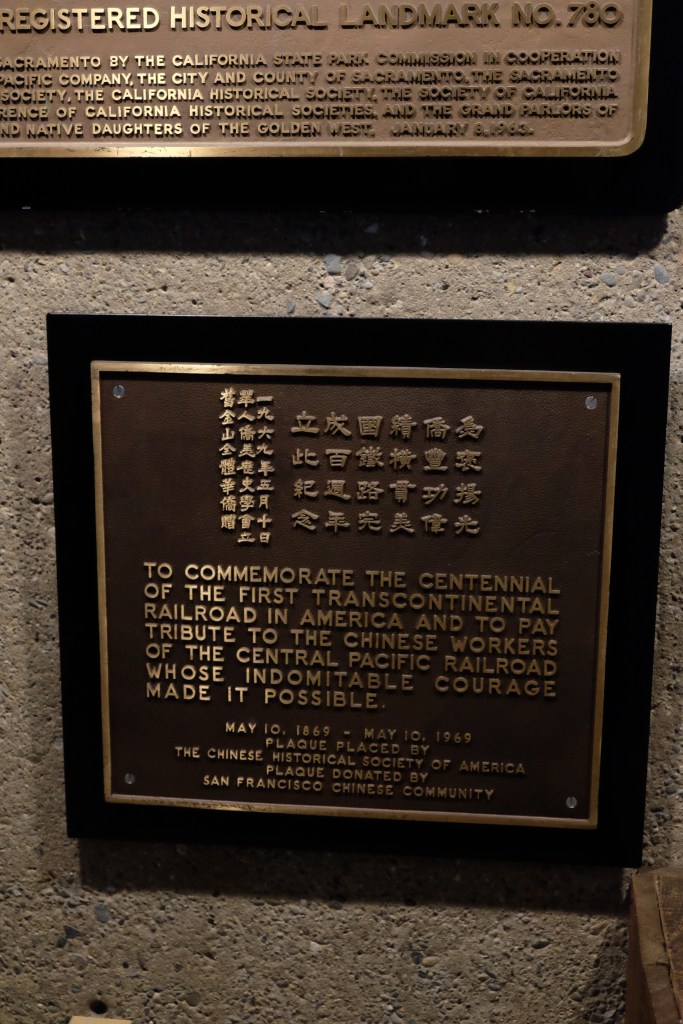 REGISTERED HISTORICAL LANDMARK NO. 780
SACRAMENTO BY THE CALIFORNIA STATE PARK COMMISSION IN COOPERATION
PACIFIC COMPANY, THE CITY AND COUNTY OF SACRAMENTO, THE SACRAMENTO
SOCIETY, THE CALIFORNIA HISTORICAL SOCIETY, THE SOCIETY OF CALIFORNIA
RENCE OF CALIFORNIA HISTORICAL SOCIETIES, AND THE GRAND PARLORS OF
ND NATIVE DAUGHTERS OF THE GOLDEN WEST, JANUARY 8, 1963.
為褒揚先
僑豐功偉
績橫貫美
國鐵路完
成百週年
立此紀念
一九六九年五月十日
華人僑美歷史學會立
舊金山全體華僑贈
TO COMMEMORATE THE CENTENNIAL
OF THE FIRST TRANSCONTINENTAL
RAILROAD IN AMERICA AND TO PAY
TRIBUTE TO THE CHINESE WORKERS
OF THE CENTRAL PACIFIC RAILROAD
WHOSE INDOMITABLE COURAGE
MADE IT POSSIBLE.
MAY 10, 1869 - MAY 10, 1969
PLAQUE PLACED BY
THE CHINESE HISTORICAL SOCIETY OF AMERICA
PLAQUE DONATED BY
SAN FRANCISCO CHINESE COMMUNITY